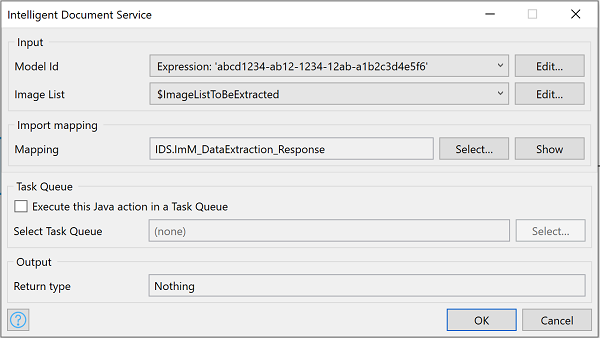 Intelligent Document Service
Input
Model Id Expression: 'abcd1234-ab12-1234-12ab-a1b2c3d4e5f6' Edit...
Image List $ImageListToBeExtracted Edit...
Import mapping
Mapping IDS.ImM_DataExtraction_Response Select... Show
Task Queue
Execute this Java action in a Task Queue
Select Task Queue (none) Select...
Output
Return type Nothing
? OK Cancel